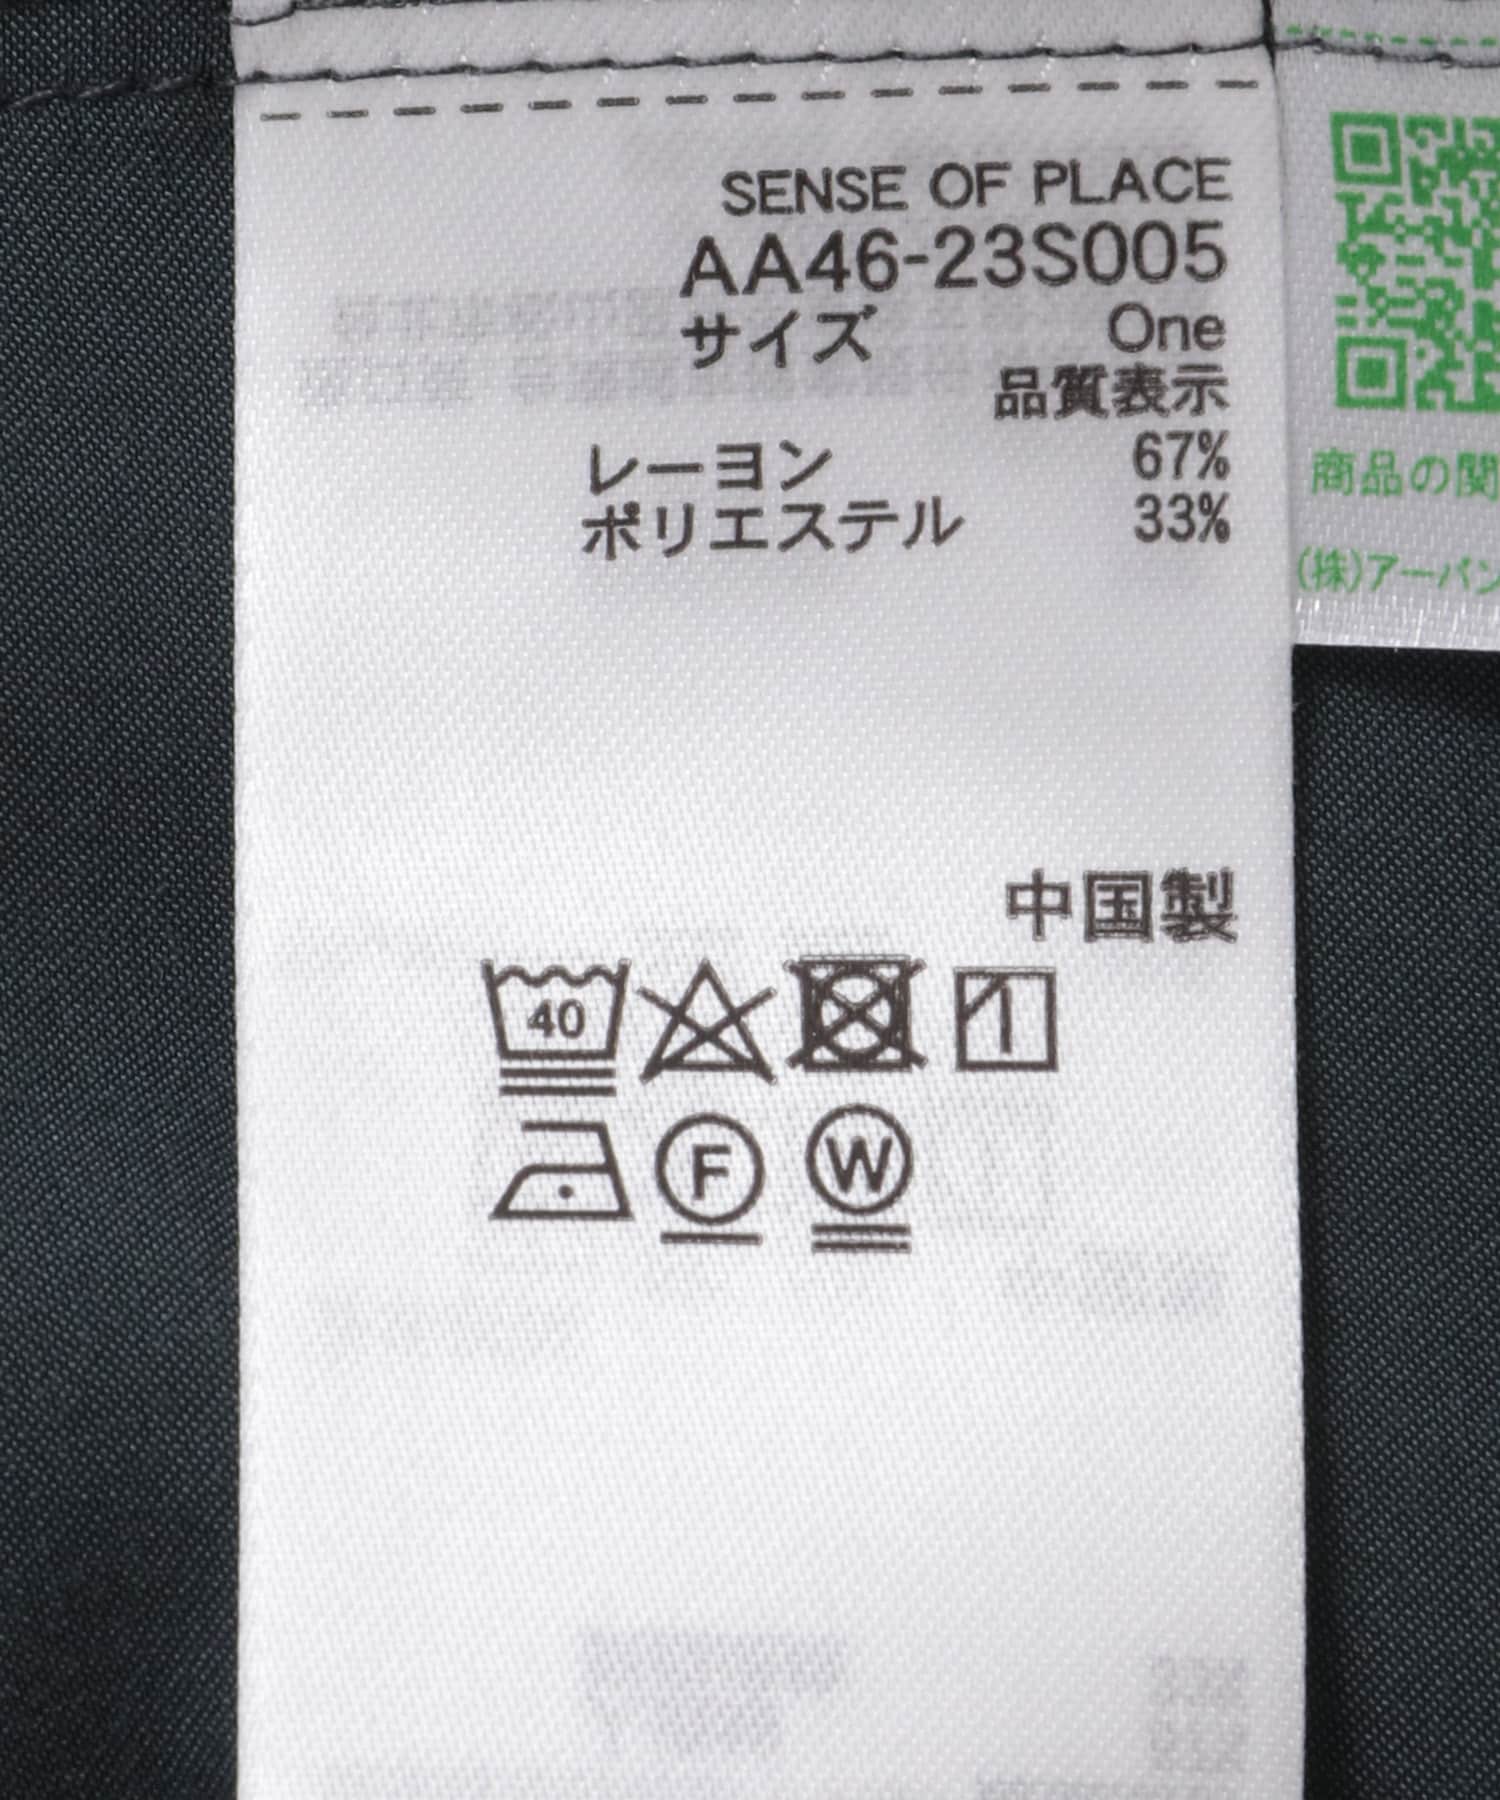 SENSE OF PLACE
AA46-23S005
サイズ One
品質表示
レーヨン 67%
ポリエステル 33%
中国製
40
F W
商品の関
(株)アーバン